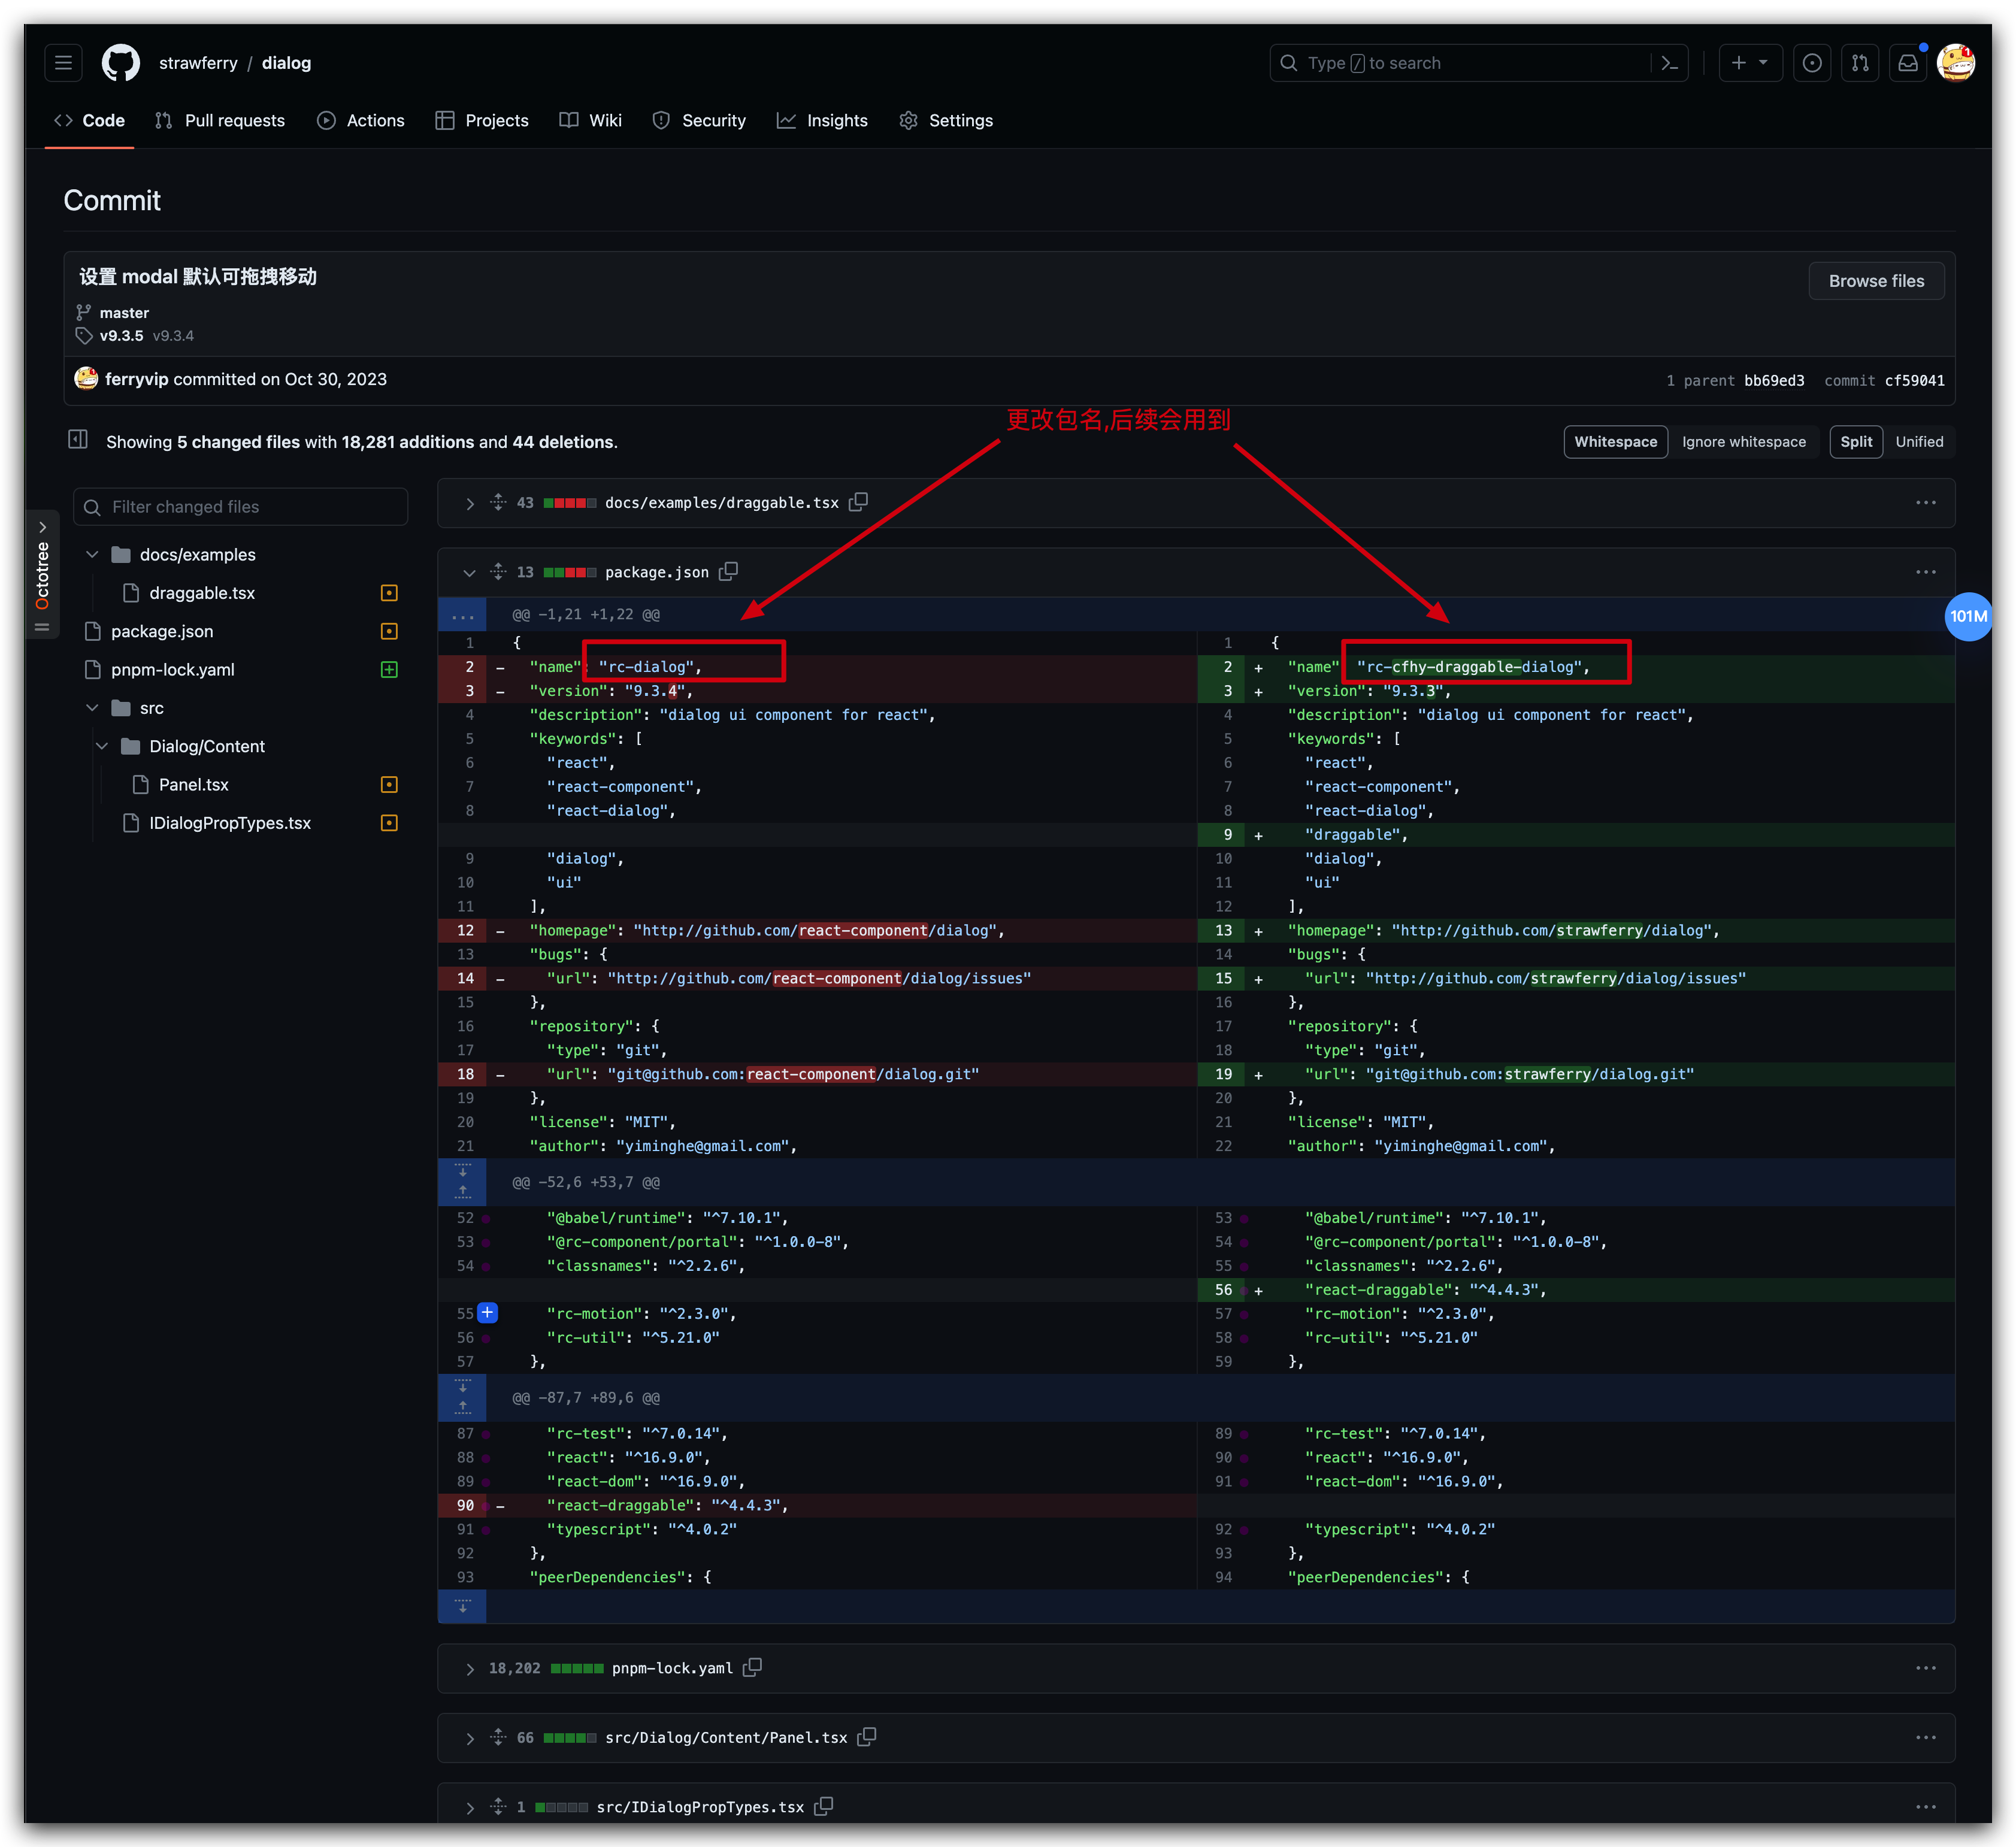 strawferry / dialog
Type / to search
Code Pull requests Actions Projects Wiki Security Insights Settings
Commit
设置 modal 默认可拖拽移动
Browse files
master
v9.3.5 v9.3.4
ferryvip committed on Oct 30, 2023
1 parent bb69ed3 commit cf59041
更改包名,后续会用到
Showing 5 changed files with 18,281 additions and 44 deletions.
Whitespace Ignore whitespace Split Unified
Filter changed files
docs/examples
draggable.tsx
package.json
pnpm-lock.yaml
src
Dialog/Content
Panel.tsx
IDialogPropTypes.tsx
Octotree
101M
43 docs/examples/draggable.tsx
13 package.json
... @@ -1,21 +1,22 @@
1 { 1 {
2 - "name": "rc-dialog", 2 + "name" "rc-cfhy-draggable-dialog",
3 - "version": "9.3.4", 3 + "version": "9.3.3",
4 "description": "dialog ui component for react", 4 "description": "dialog ui component for react",
5 "keywords": [ 5 "keywords": [
6 "react", 6 "react",
7 "react-component", 7 "react-component",
8 "react-dialog", 8 "react-dialog",
9 + "draggable",
9 "dialog", 10 "dialog",
10 "ui" 11 "ui"
11 ], 12 ],
12 - "homepage": "http://github.com/react-component/dialog", 13 + "homepage": "http://github.com/strawferry/dialog",
13 "bugs": { 14 "bugs": {
14 - "url": "http://github.com/react-component/dialog/issues" 15 + "url": "http://github.com/strawferry/dialog/issues"
15 }, 16 },
16 "repository": { 17 "repository": {
17 "type": "git", 18 "type": "git",
18 - "url": "git@github.com:react-component/dialog.git" 19 + "url": "git@github.com:strawferry/dialog.git"
19 }, 20 },
20 "license": "MIT", 21 "license": "MIT",
21 "author": "yiminghe@gmail.com", 22 "author": "yiminghe@gmail.com",
@@ -52,6 +53,7 @@
52 "@babel/runtime": "^7.10.1", 53 "@babel/runtime": "^7.10.1",
53 "@rc-component/portal": "^1.0.0-8", 54 "@rc-component/portal": "^1.0.0-8",
54 "classnames": "^2.2.6", 55 "classnames": "^2.2.6",
56 + "react-draggable": "^4.4.3",
55 + "rc-motion": "^2.3.0", 57 "rc-motion": "^2.3.0",
56 "rc-util": "^5.21.0" 58 "rc-util": "^5.21.0"
57 }, 59 },
@@ -87,7 +89,6 @@
87 "rc-test": "^7.0.14", 89 "rc-test": "^7.0.14",
88 "react": "^16.9.0", 90 "react": "^16.9.0",
89 "react-dom": "^16.9.0", 91 "react-dom": "^16.9.0",
90 - "react-draggable": "^4.4.3",
91 "typescript": "^4.0.2" 92 "typescript": "^4.0.2"
92 }, 93 },
93 "peerDependencies": { 94 "peerDependencies": {
18,202 pnpm-lock.yaml
66 src/Dialog/Content/Panel.tsx
1 src/IDialogPropTypes.tsx